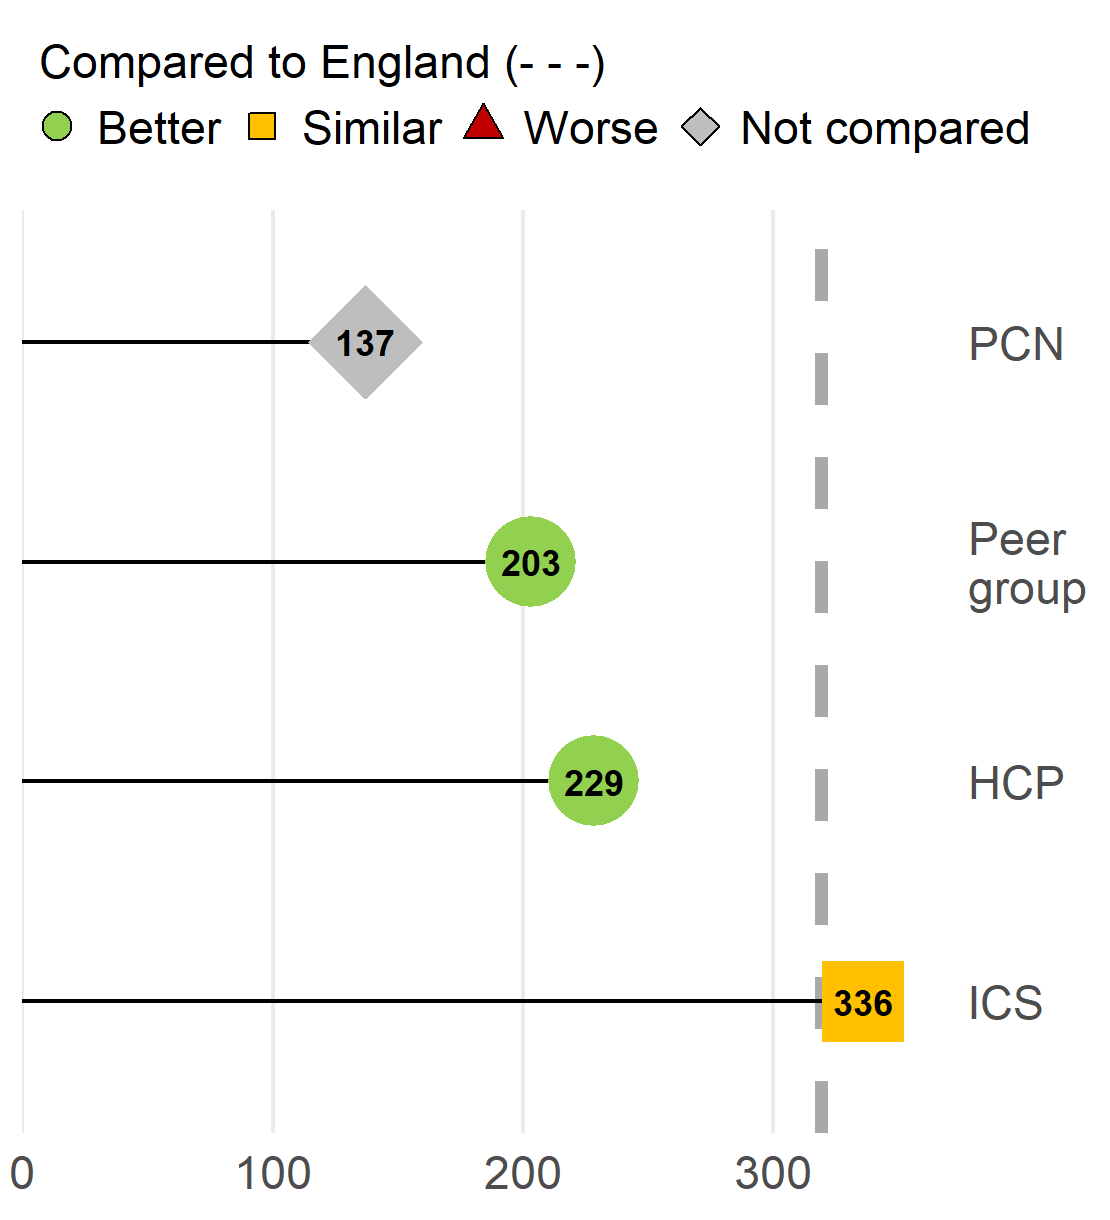 Compared to England (- - -)
Better Similar Worse Not compared
137 PCN
203 Peer
group
229 HCP
336 ICS
0 100 200 300